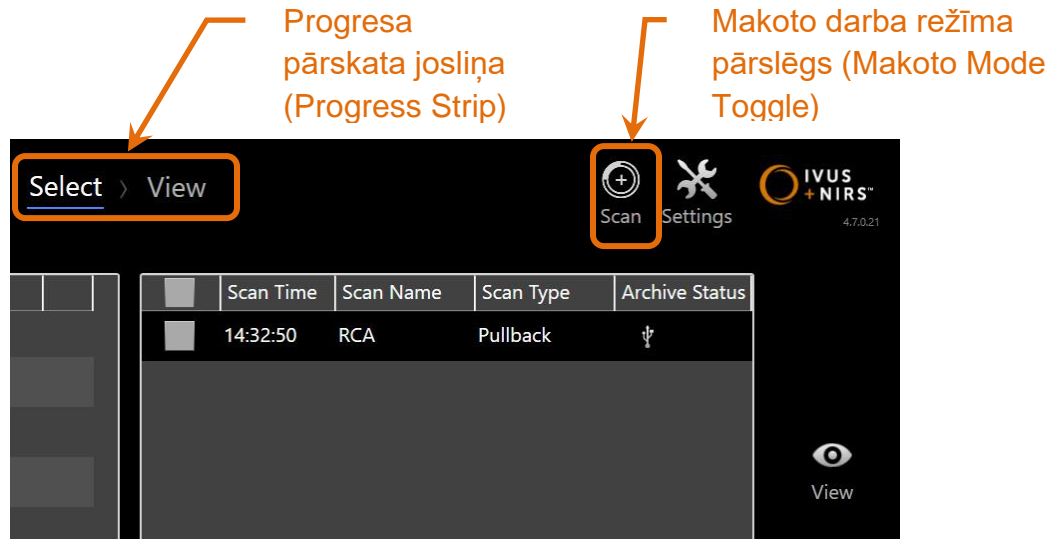 Progresa
pārskata josliņa
(Progress Strip)
Makoto darba režīma
pārslēgs (Makoto Mode
Toggle)
Select > View
Scan
Settings
IVUS
+NIRS™
4.7.0.21
Scan Time Scan Name Scan Type Archive Status
14:32:50 RCA Pullback
View